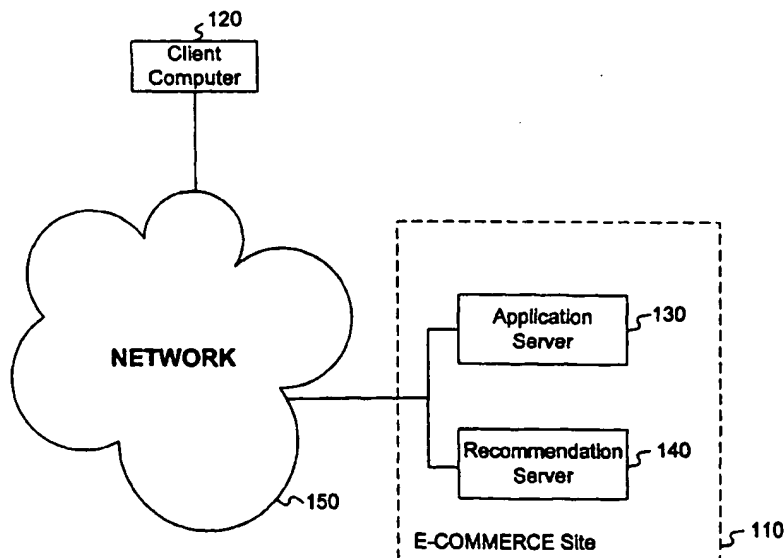 120
Client
Computer
NETWORK
Application
Server
130
Recommendation
Server
140
150
E-COMMERCE Site
110